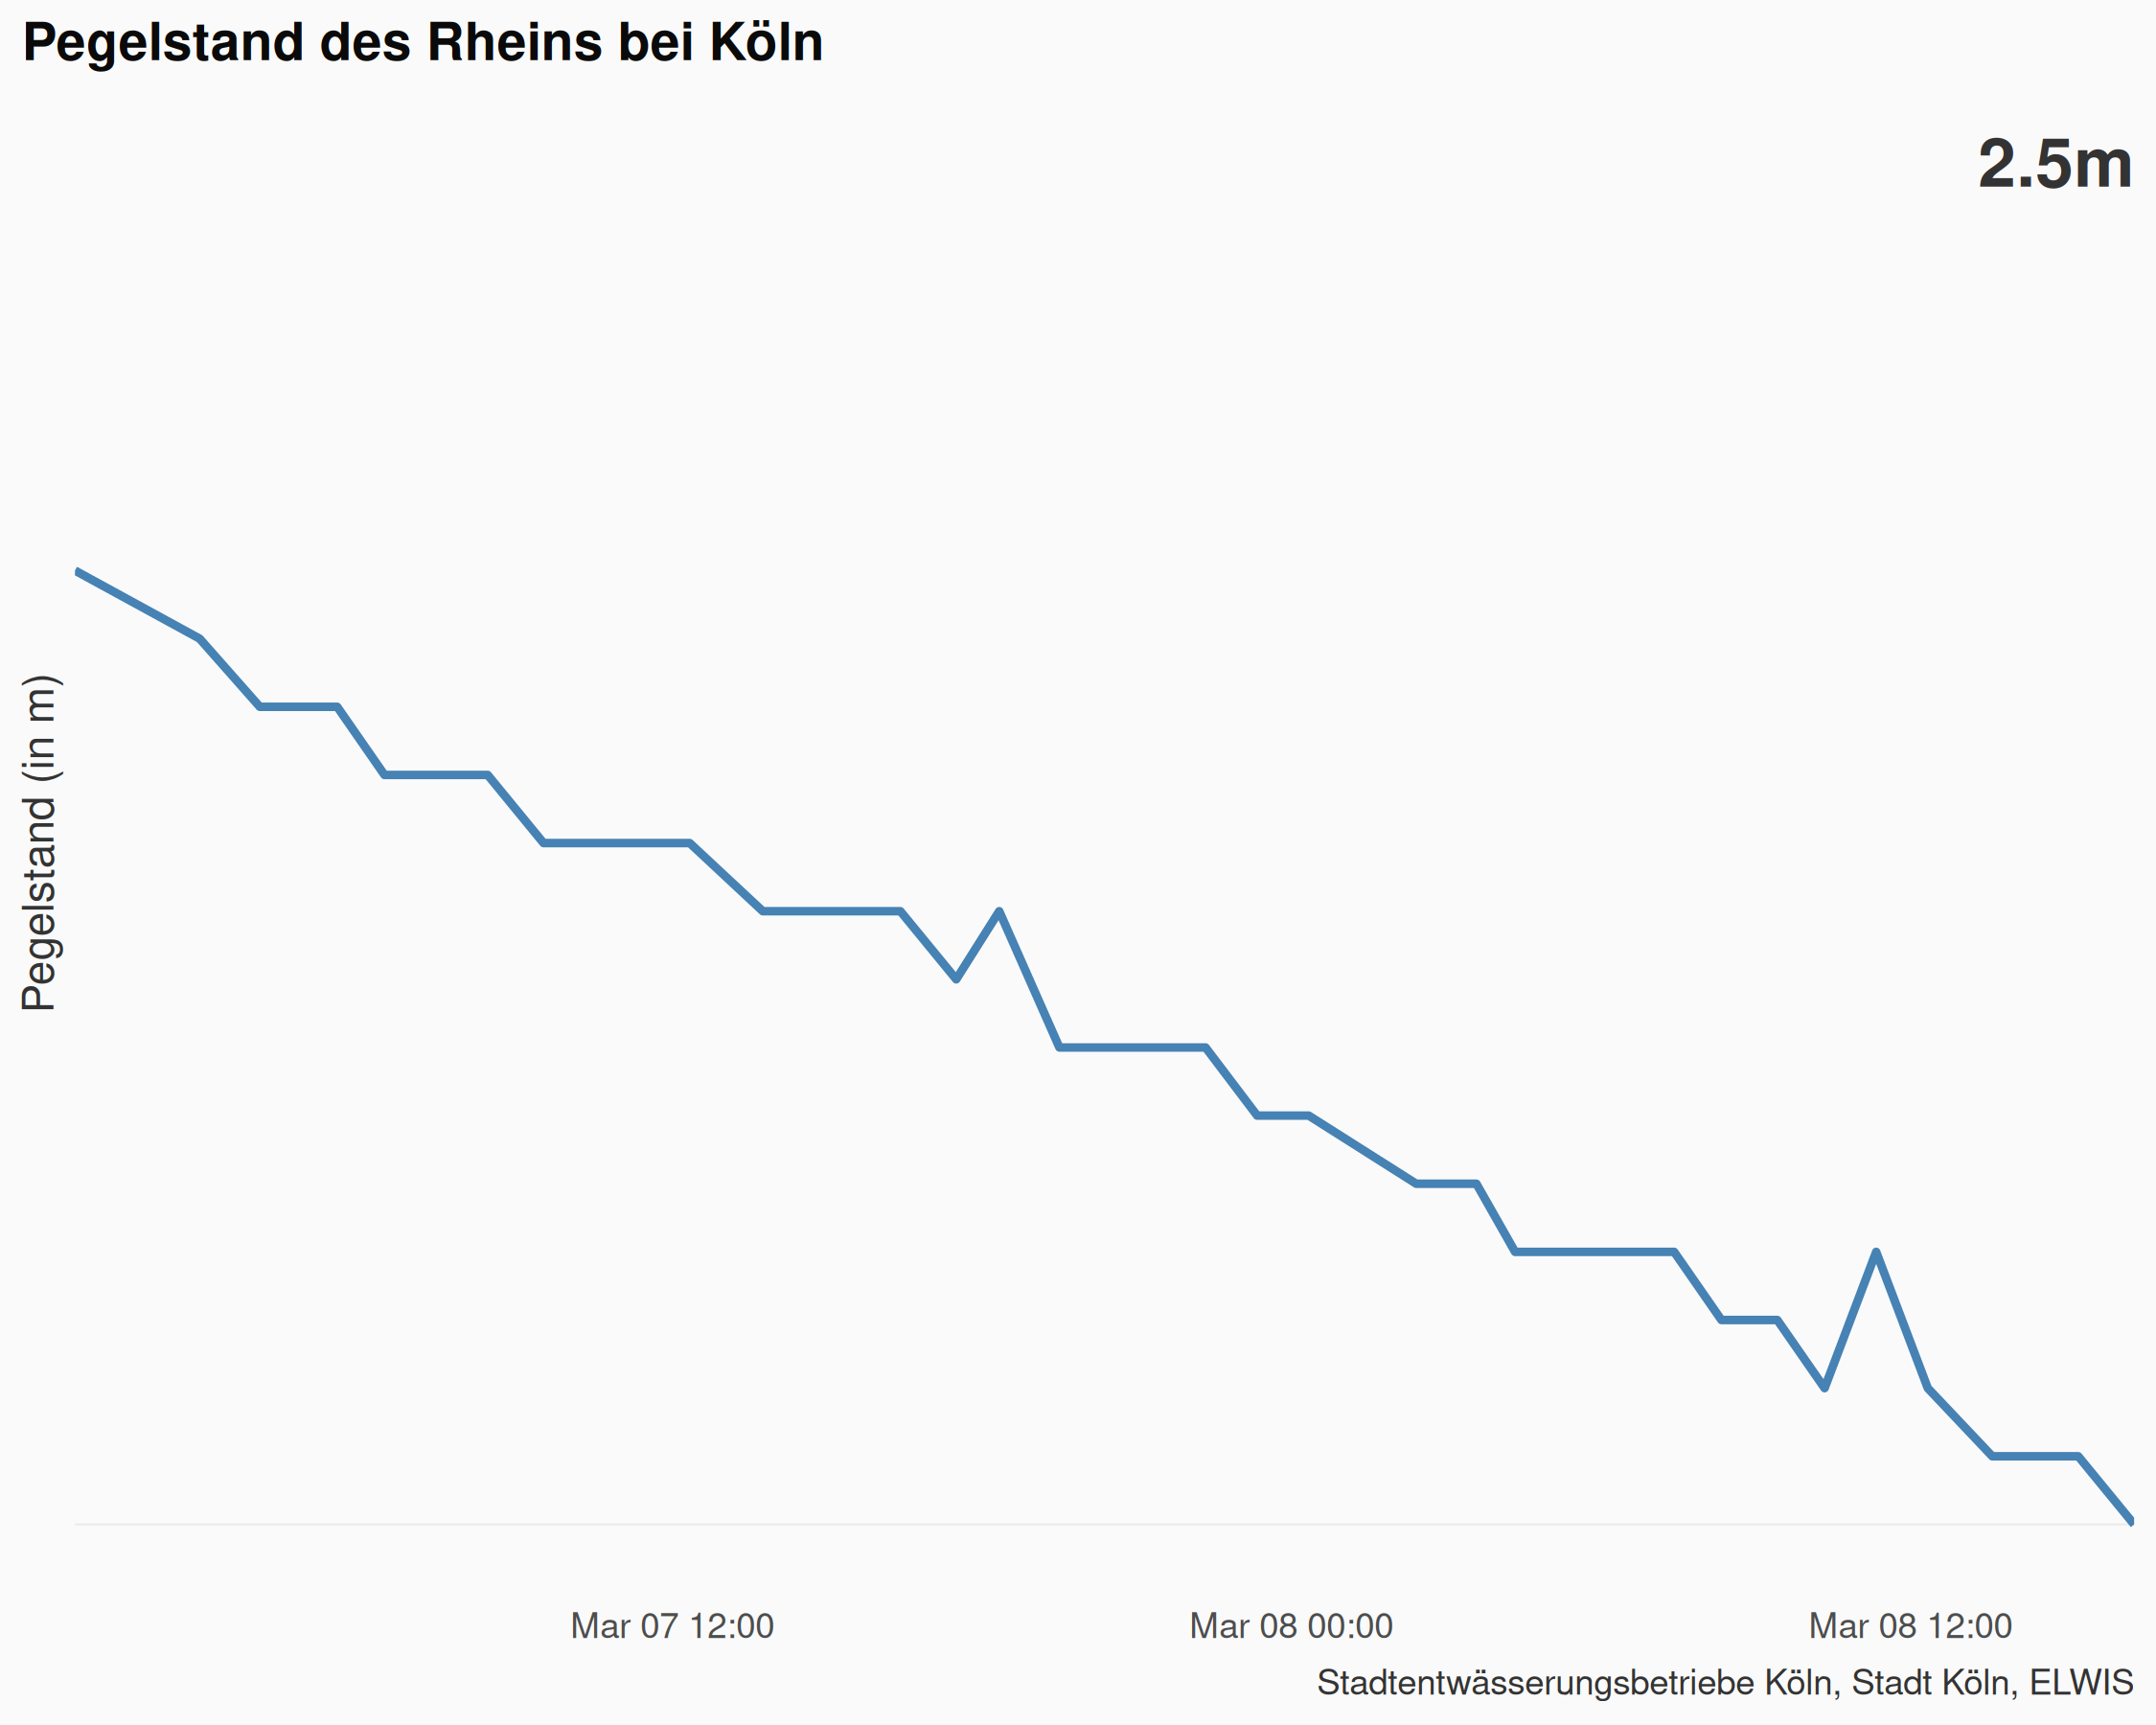 Pegelstand des Rheins bei Köln
2.5m
Pegelstand (in m)
Mar 07 12:00
Mar 08 00:00
Mar 08 12:00
Stadtentwässerungsbetriebe Köln, Stadt Köln, ELWIS